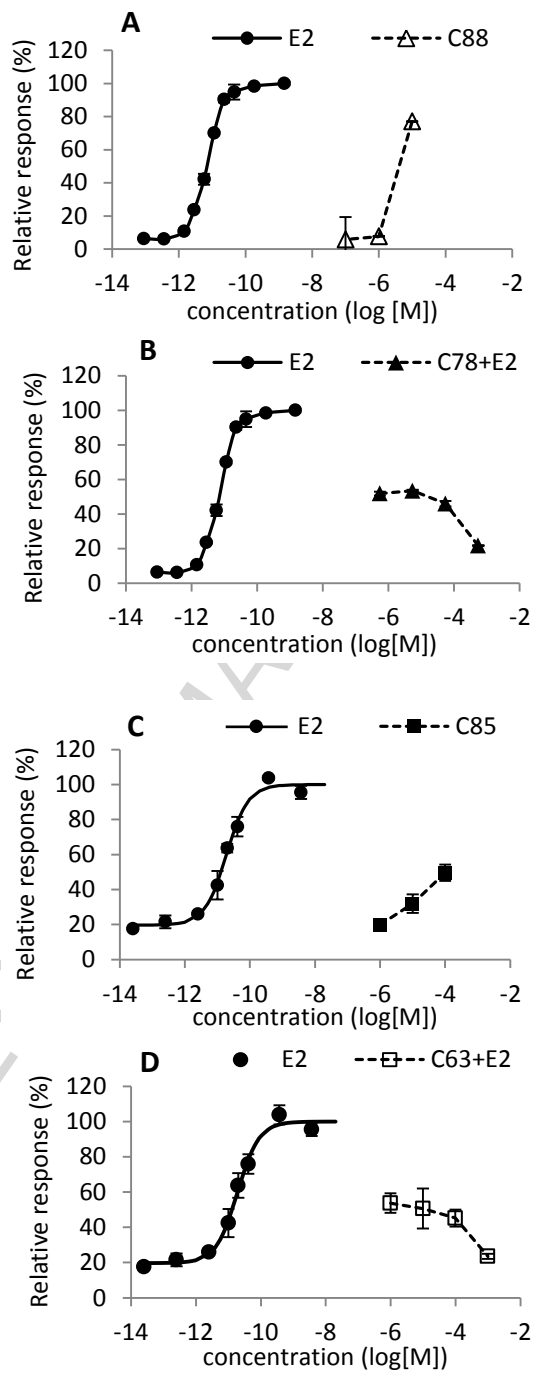 A
E2
C88
Relative response (%)
120
100
80
60
40
20
0
-14
-12
-10
-8
-6
-4
-2
concentration (log [M])
B
E2
C78+E2
Relative response (%)
120
100
80
60
40
20
0
-14
-12
-10
-8
-6
-4
-2
concentration (log[M])
C
E2
C85
Relative response (%)
120
100
80
60
40
20
0
-14
-12
-10
-8
-6
-4
-2
concentration (log[M])
D
E2
C63+E2
Relative response (%)
120
100
80
60
40
20
0
-14
-12
-10
-8
-6
-4
-2
concentration (log[M])